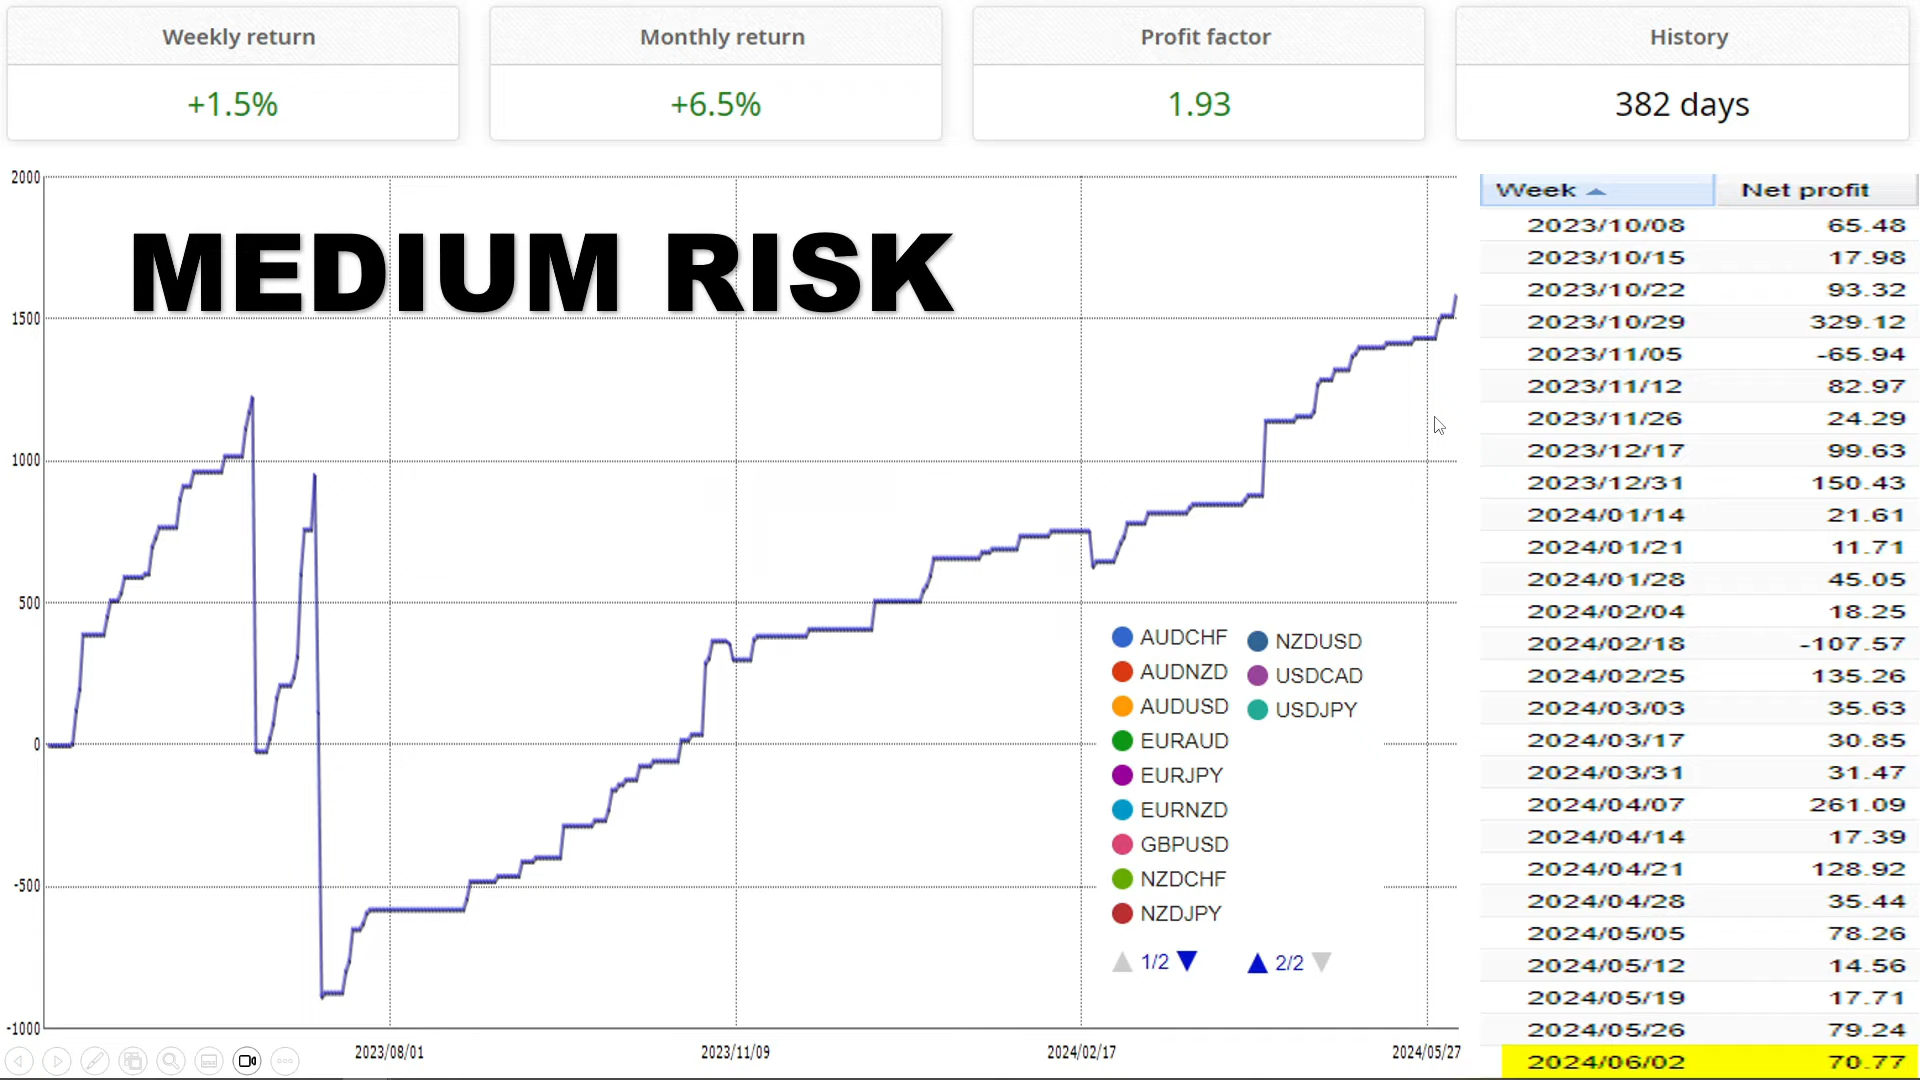 Weekly return
+1.5%
Monthly return
+6.5%
Profit factor
1.93
History
382 days
MEDIUM RISK
2000
1500
1000
500
0
-500
-1000
2023/08/01
2023/11/09
2024/02/17
2024/05/27
AUDCHF
AUDNZD
AUDUSD
EURAUD
EURJPY
EURNZD
GBPUSD
NZDCHF
NZDJPY
1/2
NZDUSD
USDCAD
USDJPY
2/2
Week Net profit
2023/10/08 65.48
2023/10/15 17.98
2023/10/22 93.32
2023/10/29 329.12
2023/11/05 -65.94
2023/11/12 82.97
2023/11/26 24.29
2023/12/17 99.63
2023/12/31 150.43
2024/01/14 21.61
2024/01/21 11.71
2024/01/28 45.05
2024/02/04 18.25
2024/02/18 -107.57
2024/02/25 135.26
2024/03/03 35.63
2024/03/17 30.85
2024/03/31 31.47
2024/04/07 261.09
2024/04/14 17.39
2024/04/21 128.92
2024/04/28 35.44
2024/05/05 78.26
2024/05/12 14.56
2024/05/19 17.71
2024/05/26 79.24
2024/06/02 70.77